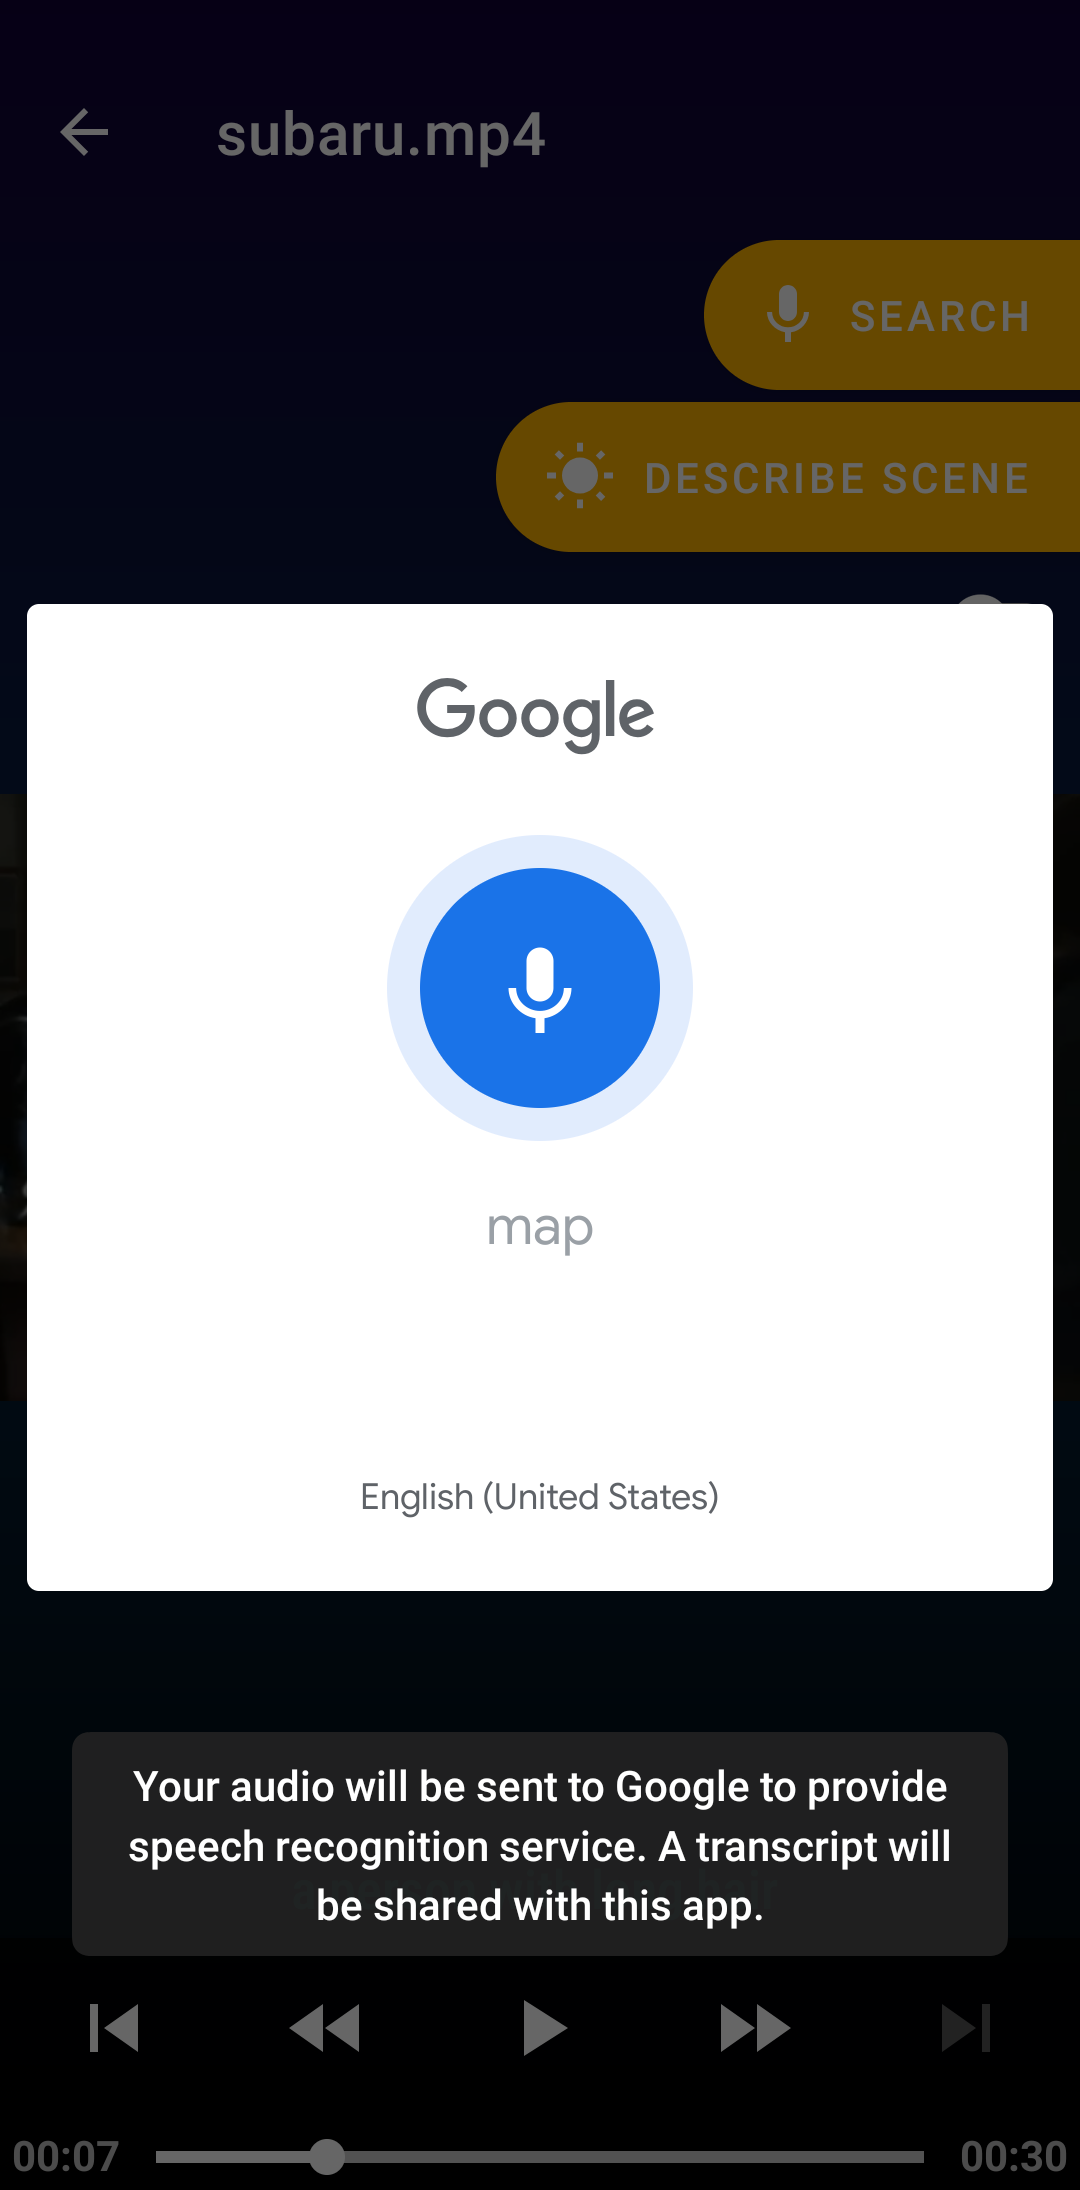 subaru.mp4
SEARCH
DESCRIBE SCENE
Google
map
English (United States)
Your audio will be sent to Google to provide
speech recognition service. A transcript will
be shared with this app.
00:07
00:30